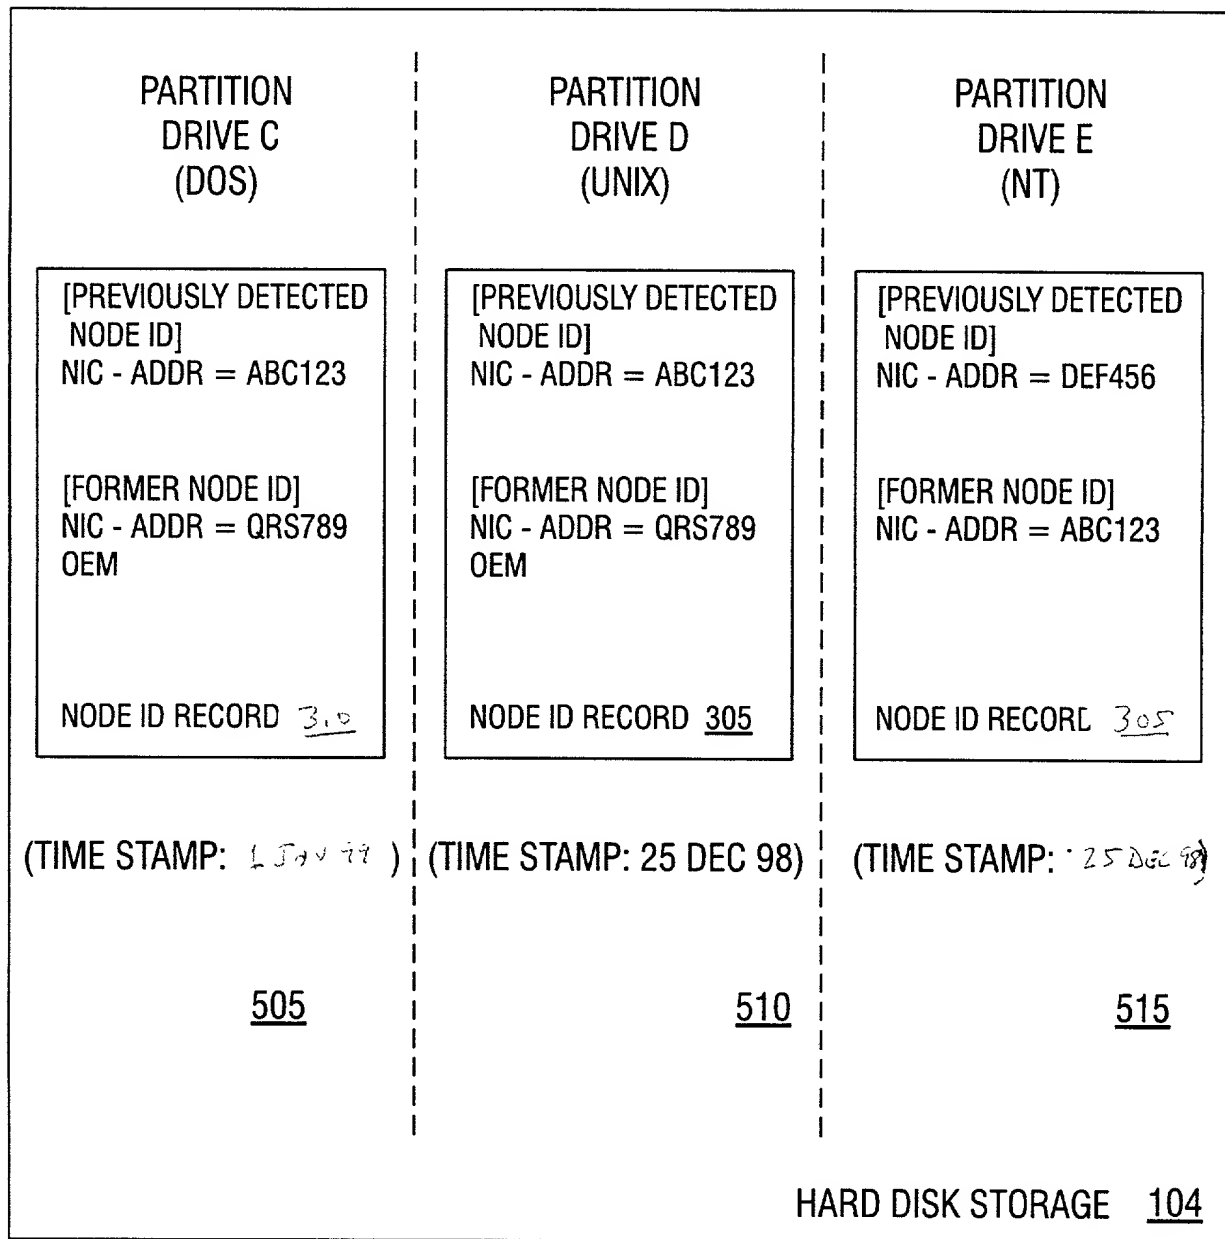 PARTITION
DRIVE C
(DOS)
[PREVIOUSLY DETECTED
NODE ID]
NIC - ADDR = ABC123
[FORMER NODE ID]
NIC - ADDR = QRS789
OEM
NODE ID RECORD
(TIME STAMP: 1 JAN 99 )
505
PARTITION
DRIVE D
(UNIX)
[PREVIOUSLY DETECTED
NODE ID]
NIC - ADDR = ABC123
[FORMER NODE ID]
NIC - ADDR = QRS789
OEM
NODE ID RECORD 305
(TIME STAMP: 25 DEC 98)
510
PARTITION
DRIVE E
(NT)
[PREVIOUSLY DETECTED
NODE ID]
NIC - ADDR = DEF456
[FORMER NODE ID]
NIC - ADDR = ABC123
NODE ID RECORD 305
(TIME STAMP: 25 DEC 98)
515
HARD DISK STORAGE 104